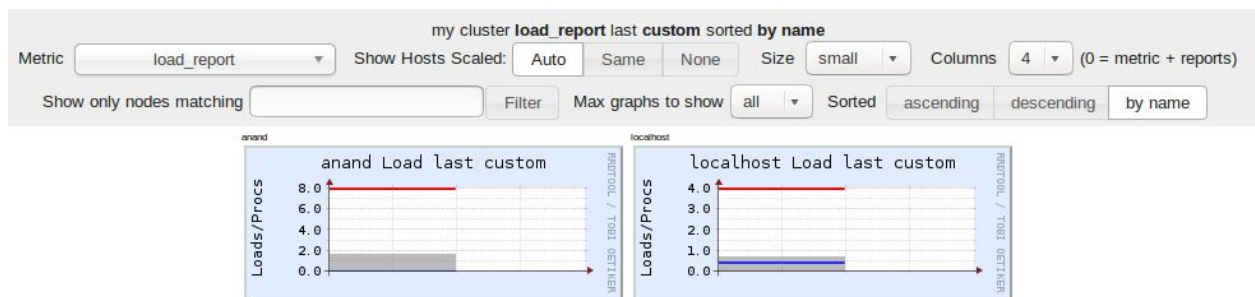 my cluster load_report last custom sorted by name
Metric load_report Show Hosts Scaled: Auto Same None Size small Columns 4 (0 = metric + reports)
Show only nodes matching Filter Max graphs to show all Sorted ascending descending by name
anand
anand Load last custom
Loads/Procs
8.0
6.0
4.0
2.0
0.0
RRDTOOL / TOBI OETIKER
localhost
localhost Load last custom
Loads/Procs
4.0
3.0
2.0
1.0
0.0
RRDTOOL / TOBI OETIKER